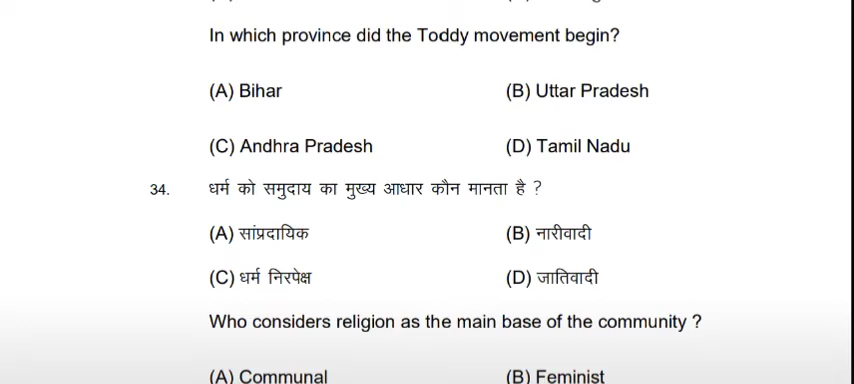 In which province did the Toddy movement begin?
(A) Bihar (B) Uttar Pradesh
(C) Andhra Pradesh (D) Tamil Nadu
34. धर्म को समुदाय का मुख्य आधार कौन मानता है ?
(A) सांप्रदायिक (B) नारीवादी
(C) धर्म निरपेक्ष (D) जातिवादी
Who considers religion as the main base of the community ?
(A) Communal (B) Feminist